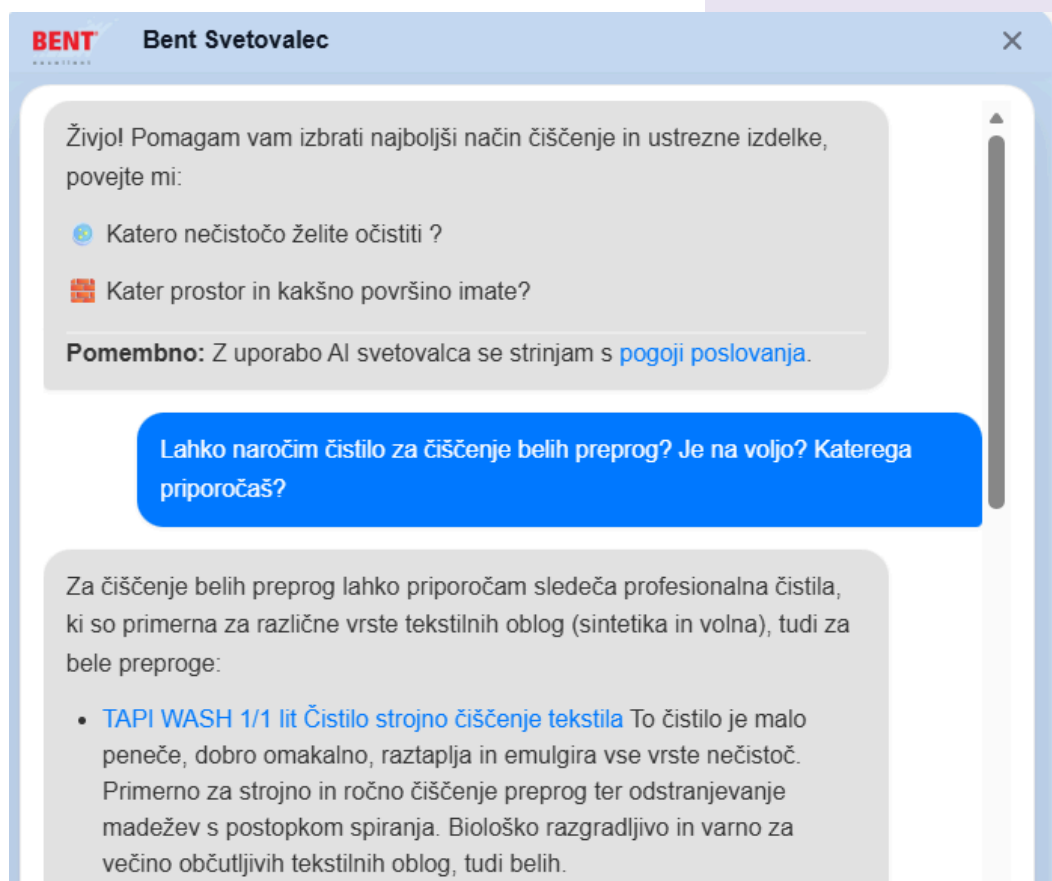 BENT
excellent
Bent Svetovalec
Živjo! Pomagam vam izbrati najboljši način čiščenje in ustrezne izdelke,
povejte mi:
Katero nečistočo želite očistiti ?
Kater prostor in kakšno površino imate?
Pomembno: Z uporabo AI svetovalca se strinjam s pogoji poslovanja.
Lahko naročim čistilo za čiščenje belih preprog? Je na voljo? Katerega
priporočaš?
Za čiščenje belih preprog lahko priporočam sledeča profesionalna čistila,
ki so primerna za različne vrste tekstilnih oblog (sintetika in volna), tudi za
bele preproge:
• TAPI WASH 1/1 lit Čistilo strojno čiščenje tekstila To čistilo je malo
peneče, dobro omakalno, raztaplja in emulgira vse vrste nečistoč.
Primerno za strojno in ročno čiščenje preprog ter odstranjevanje
madežev s postopkom spiranja. Biološko razgradljivo in varno za
večino občutljivih tekstilnih oblog, tudi belih.